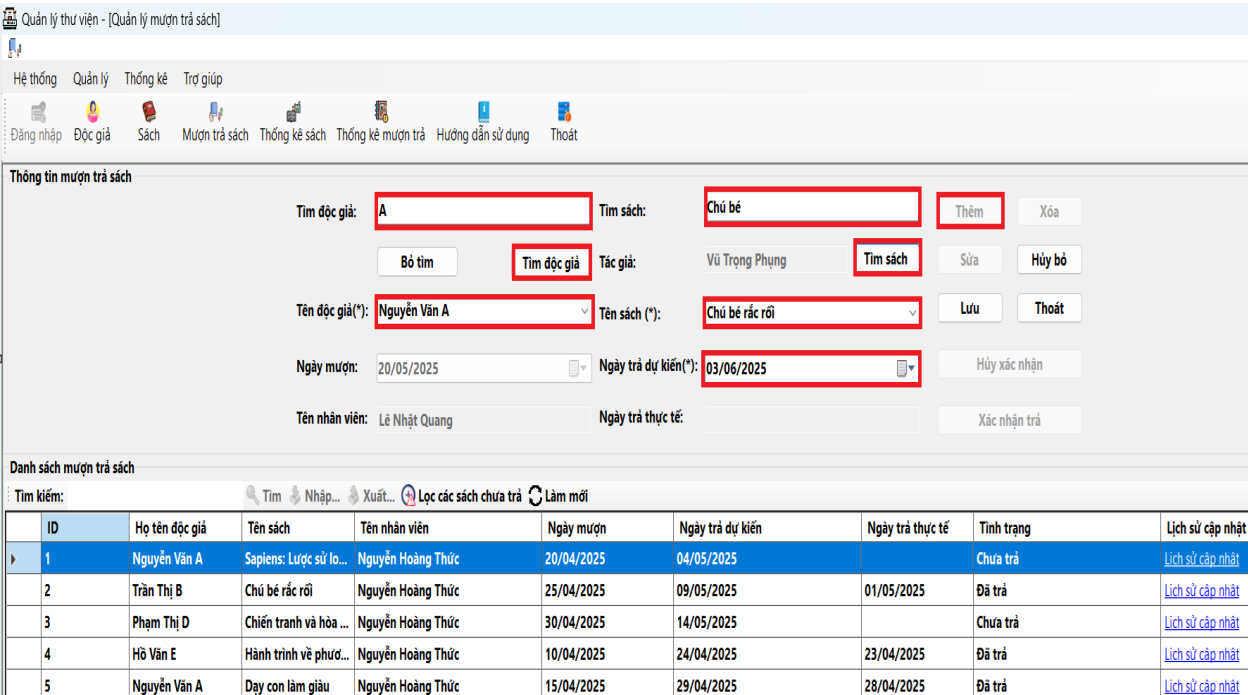 Quản lý thư viện - [Quản lý mượn trả sách]
Hệ thống Quản lý Thống kê Trợ giúp
Đăng nhập Độc giả Sách Mượn trả sách Thống kê sách Thống kê mượn trả Hướng dẫn sử dụng Thoát
Thông tin mượn trả sách
Tìm độc giả: A Tìm sách: Chú bé Thêm Xóa
Bỏ tìm Tìm độc giả Tác giả: Vũ Trọng Phụng Tìm sách Sửa Hủy bỏ
Tên độc giả(*): Nguyễn Văn A Tên sách (*): Chú bé rắc rối Lưu Thoát
Ngày mượn: 20/05/2025 Ngày trả dự kiến(*): 03/06/2025 Hủy xác nhận
Tên nhân viên: Lê Nhật Quang Ngày trả thực tế: Xác nhận trả
Danh sách mượn trả sách
Tìm kiếm: Tìm Nhập... Xuất... Lọc các sách chưa trả Làm mới
ID Họ tên độc giả Tên sách Tên nhân viên Ngày mượn Ngày trả dự kiến Ngày trả thực tế Tình trạng Lịch sử cập nhật
1 Nguyễn Văn A Sapiens: Lược sử lo... Nguyễn Hoàng Thức 20/04/2025 04/05/2025 Chưa trả Lịch sử cập nhật
2 Trần Thị B Chú bé rắc rối Nguyễn Hoàng Thức 25/04/2025 09/05/2025 01/05/2025 Đã trả Lịch sử cập nhật
3 Phạm Thị D Chiến tranh và hòa ... Nguyễn Hoàng Thức 30/04/2025 14/05/2025 Chưa trả Lịch sử cập nhật
4 Hồ Văn E Hành trình về phươ... Nguyễn Hoàng Thức 10/04/2025 24/04/2025 23/04/2025 Đã trả Lịch sử cập nhật
5 Nguyễn Văn A Dạy con làm giàu Nguyễn Hoàng Thức 15/04/2025 29/04/2025 28/04/2025 Đã trả Lịch sử cập nhật